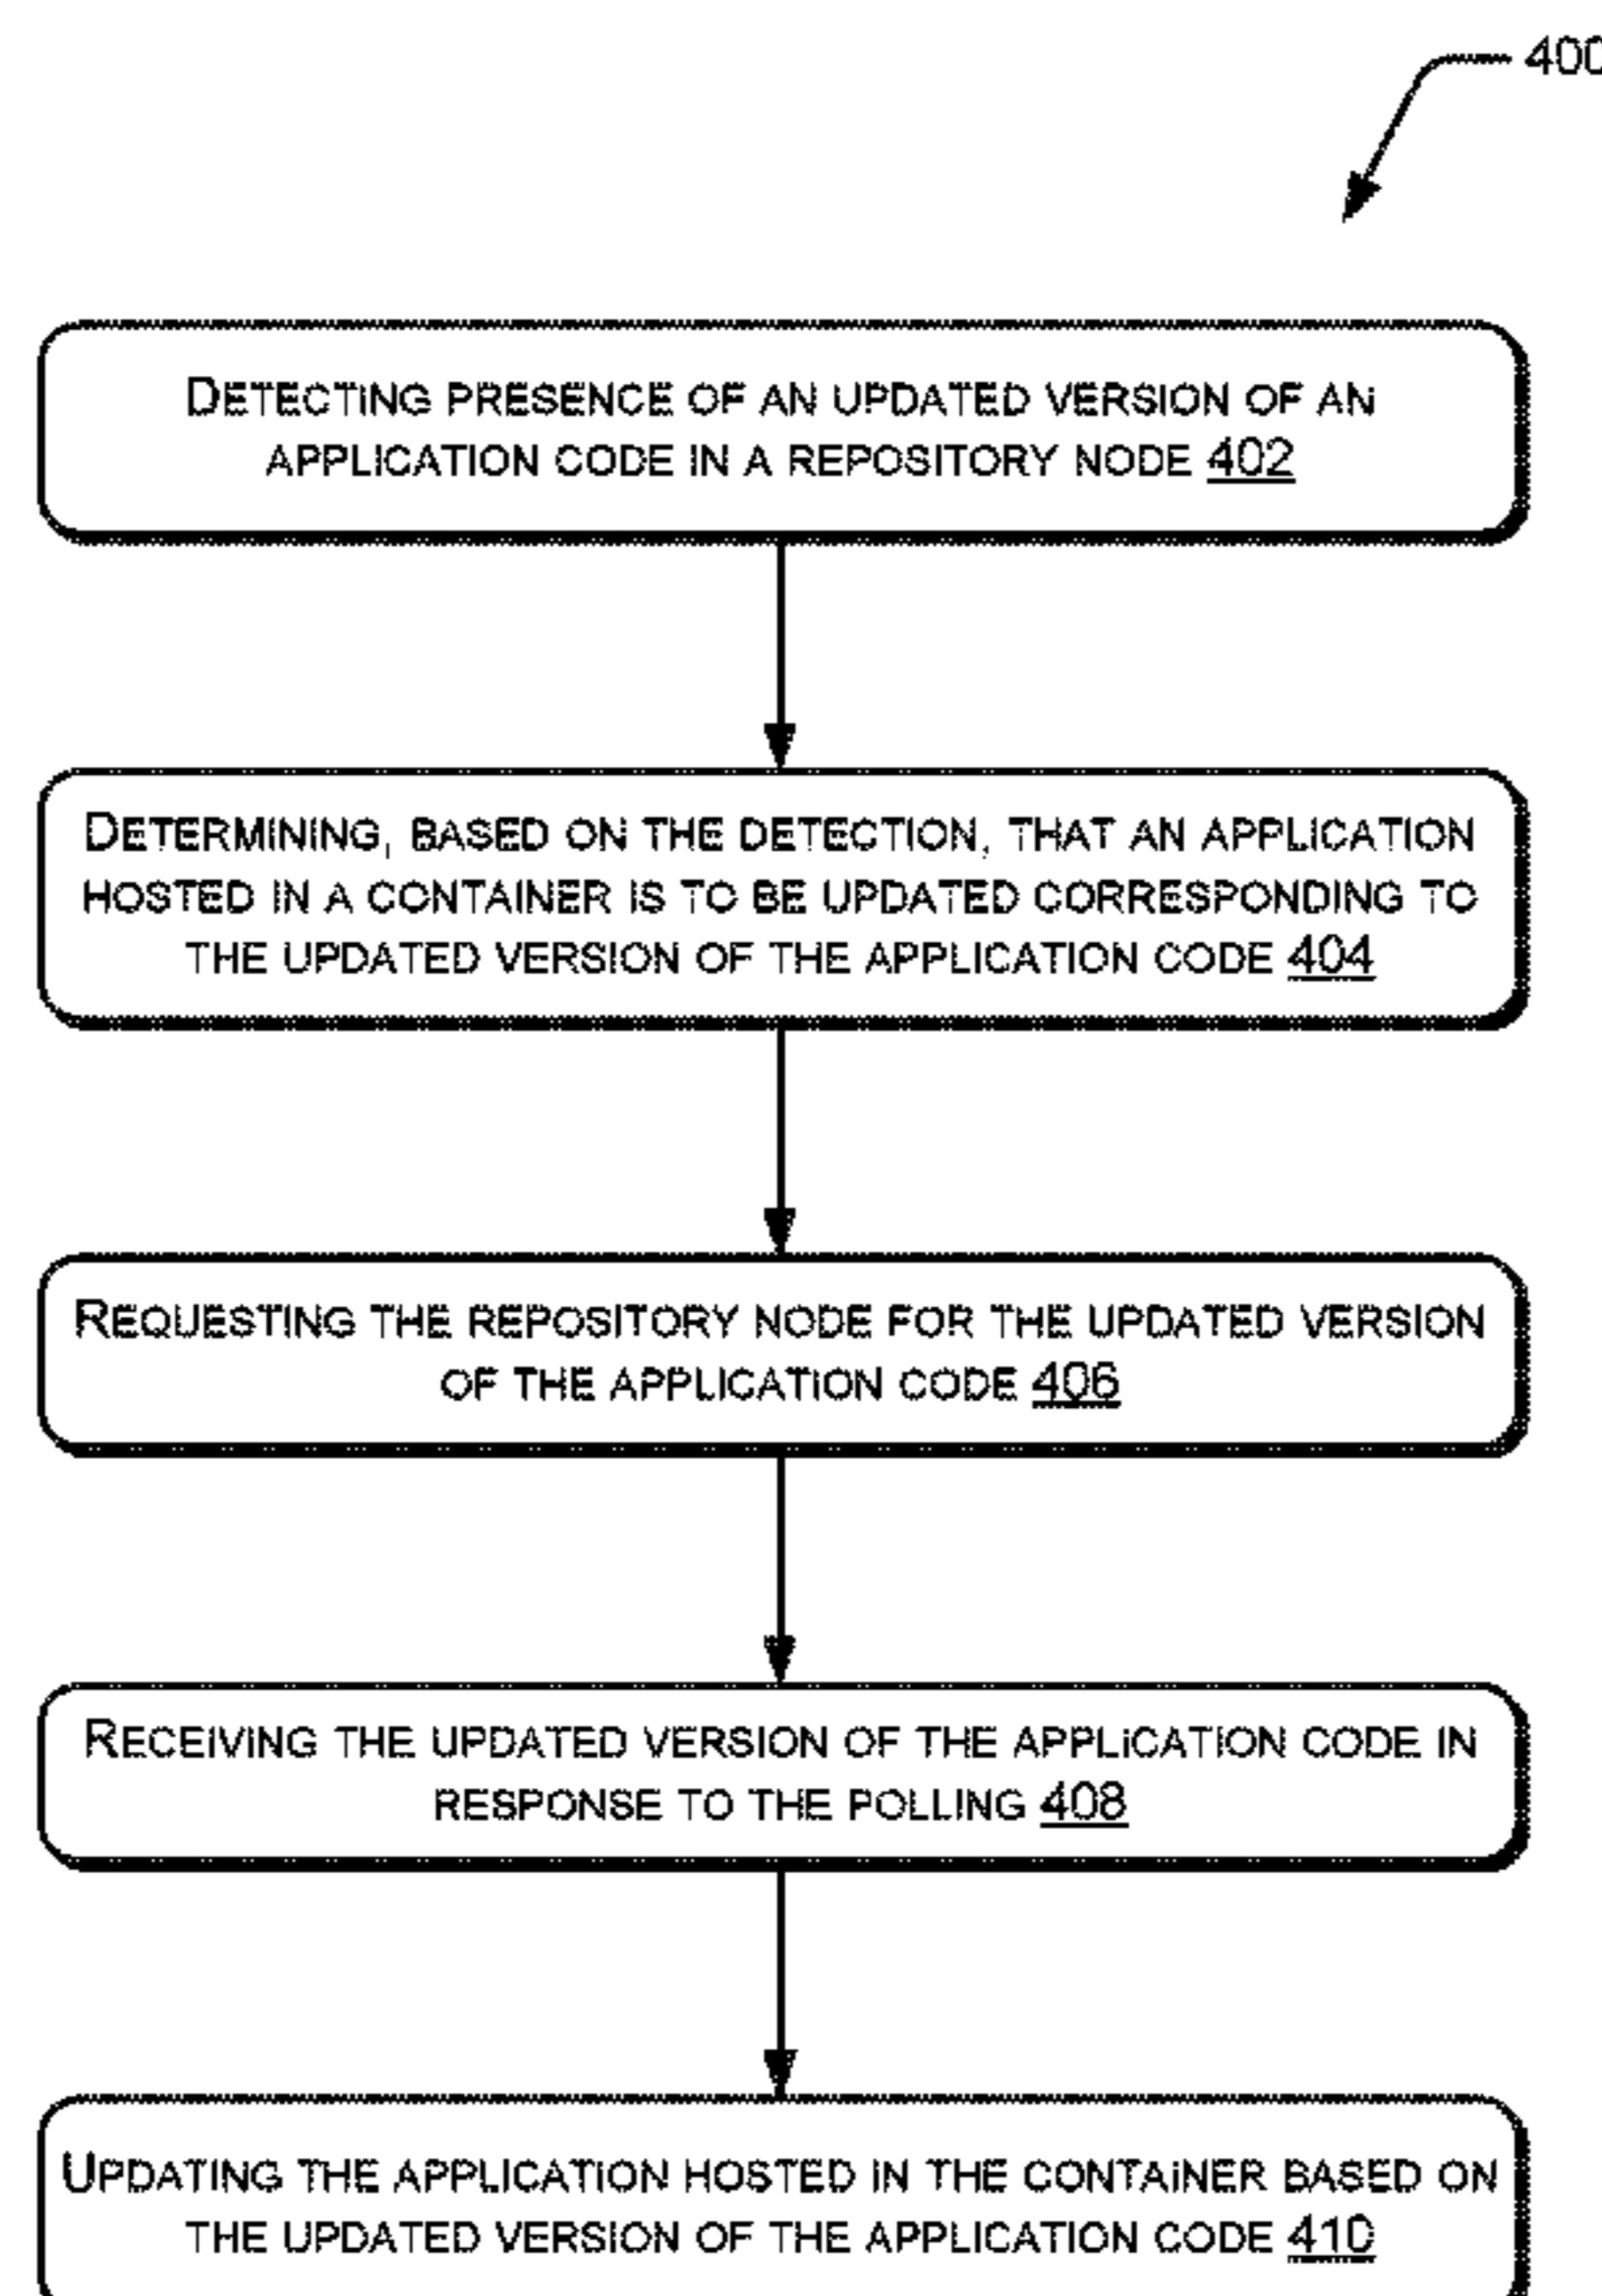 400
DETECTING PRESENCE OF AN UPDATED VERSION OF AN
APPLICATION CODE IN A REPOSITORY NODE 402
DETERMINING, BASED ON THE DETECTION, THAT AN APPLICATION
HOSTED IN A CONTAINER IS TO BE UPDATED CORRESPONDING TO
THE UPDATED VERSION OF THE APPLICATION CODE 404
REQUESTING THE REPOSITORY NODE FOR THE UPDATED VERSION
OF THE APPLICATION CODE 406
RECEIVING THE UPDATED VERSION OF THE APPLICATION CODE IN
RESPONSE TO THE POLLING 408
UPDATING THE APPLICATION HOSTED IN THE CONTAINER BASED ON
THE UPDATED VERSION OF THE APPLICATION CODE 410